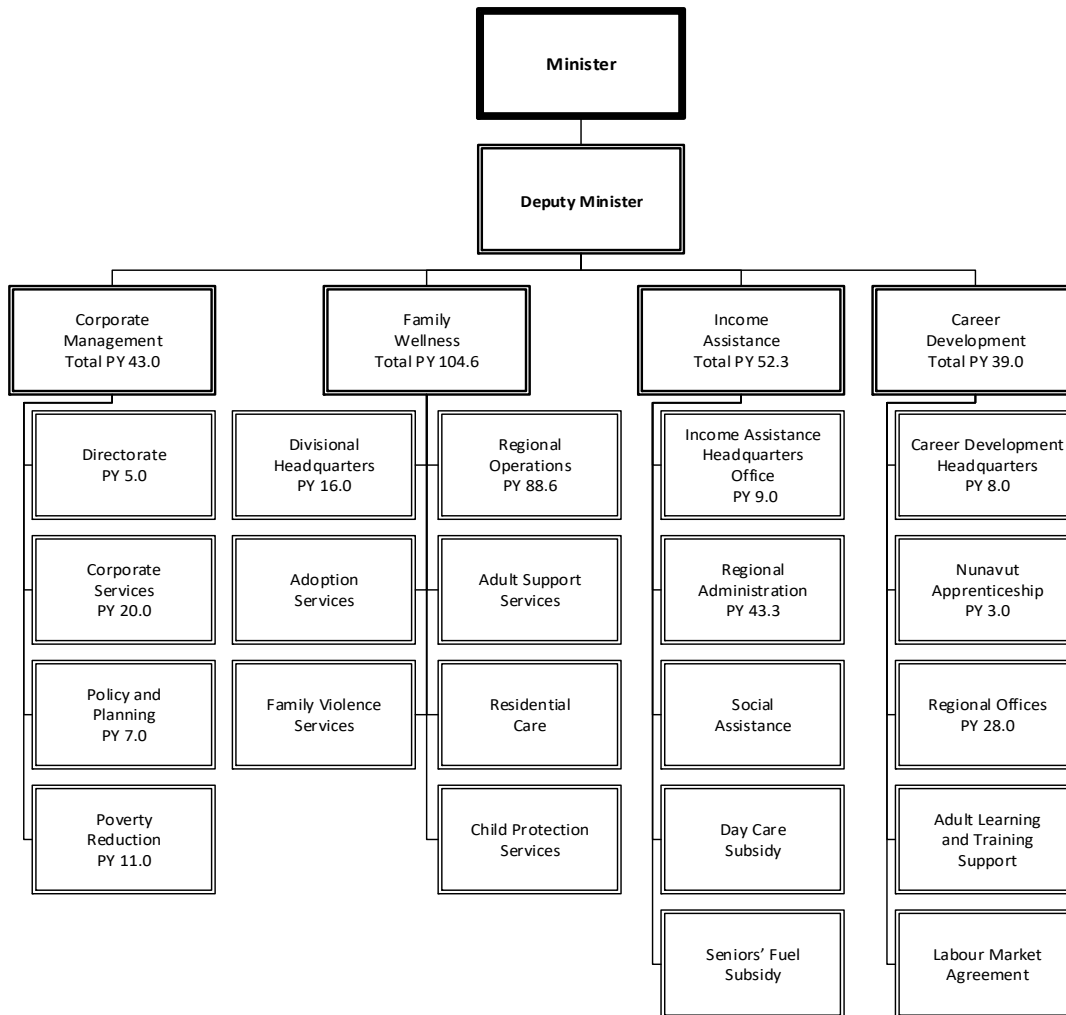 Minister
Deputy Minister
Corporate
Management
Total PY 43.0
Family
Wellness
Total PY 104.6
Income
Assistance
Total PY 52.3
Career
Development
Total PY 39.0
Directorate
PY 5.0
Divisional
Headquarters
PY 16.0
Regional
Operations
PY 88.6
Income Assistance
Headquarters
Office
PY 9.0
Career Development
Headquarters
PY 8.0
Corporate
Services
PY 20.0
Adoption
Services
Adult Support
Services
Regional
Administration
PY 43.3
Nunavut
Apprenticeship
PY 3.0
Policy and
Planning
PY 7.0
Family Violence
Services
Residential
Care
Social
Assistance
Regional Offices
PY 28.0
Poverty
Reduction
PY 11.0
Child Protection
Services
Day Care
Subsidy
Adult Learning
and Training
Support
Seniors’ Fuel
Subsidy
Labour Market
Agreement